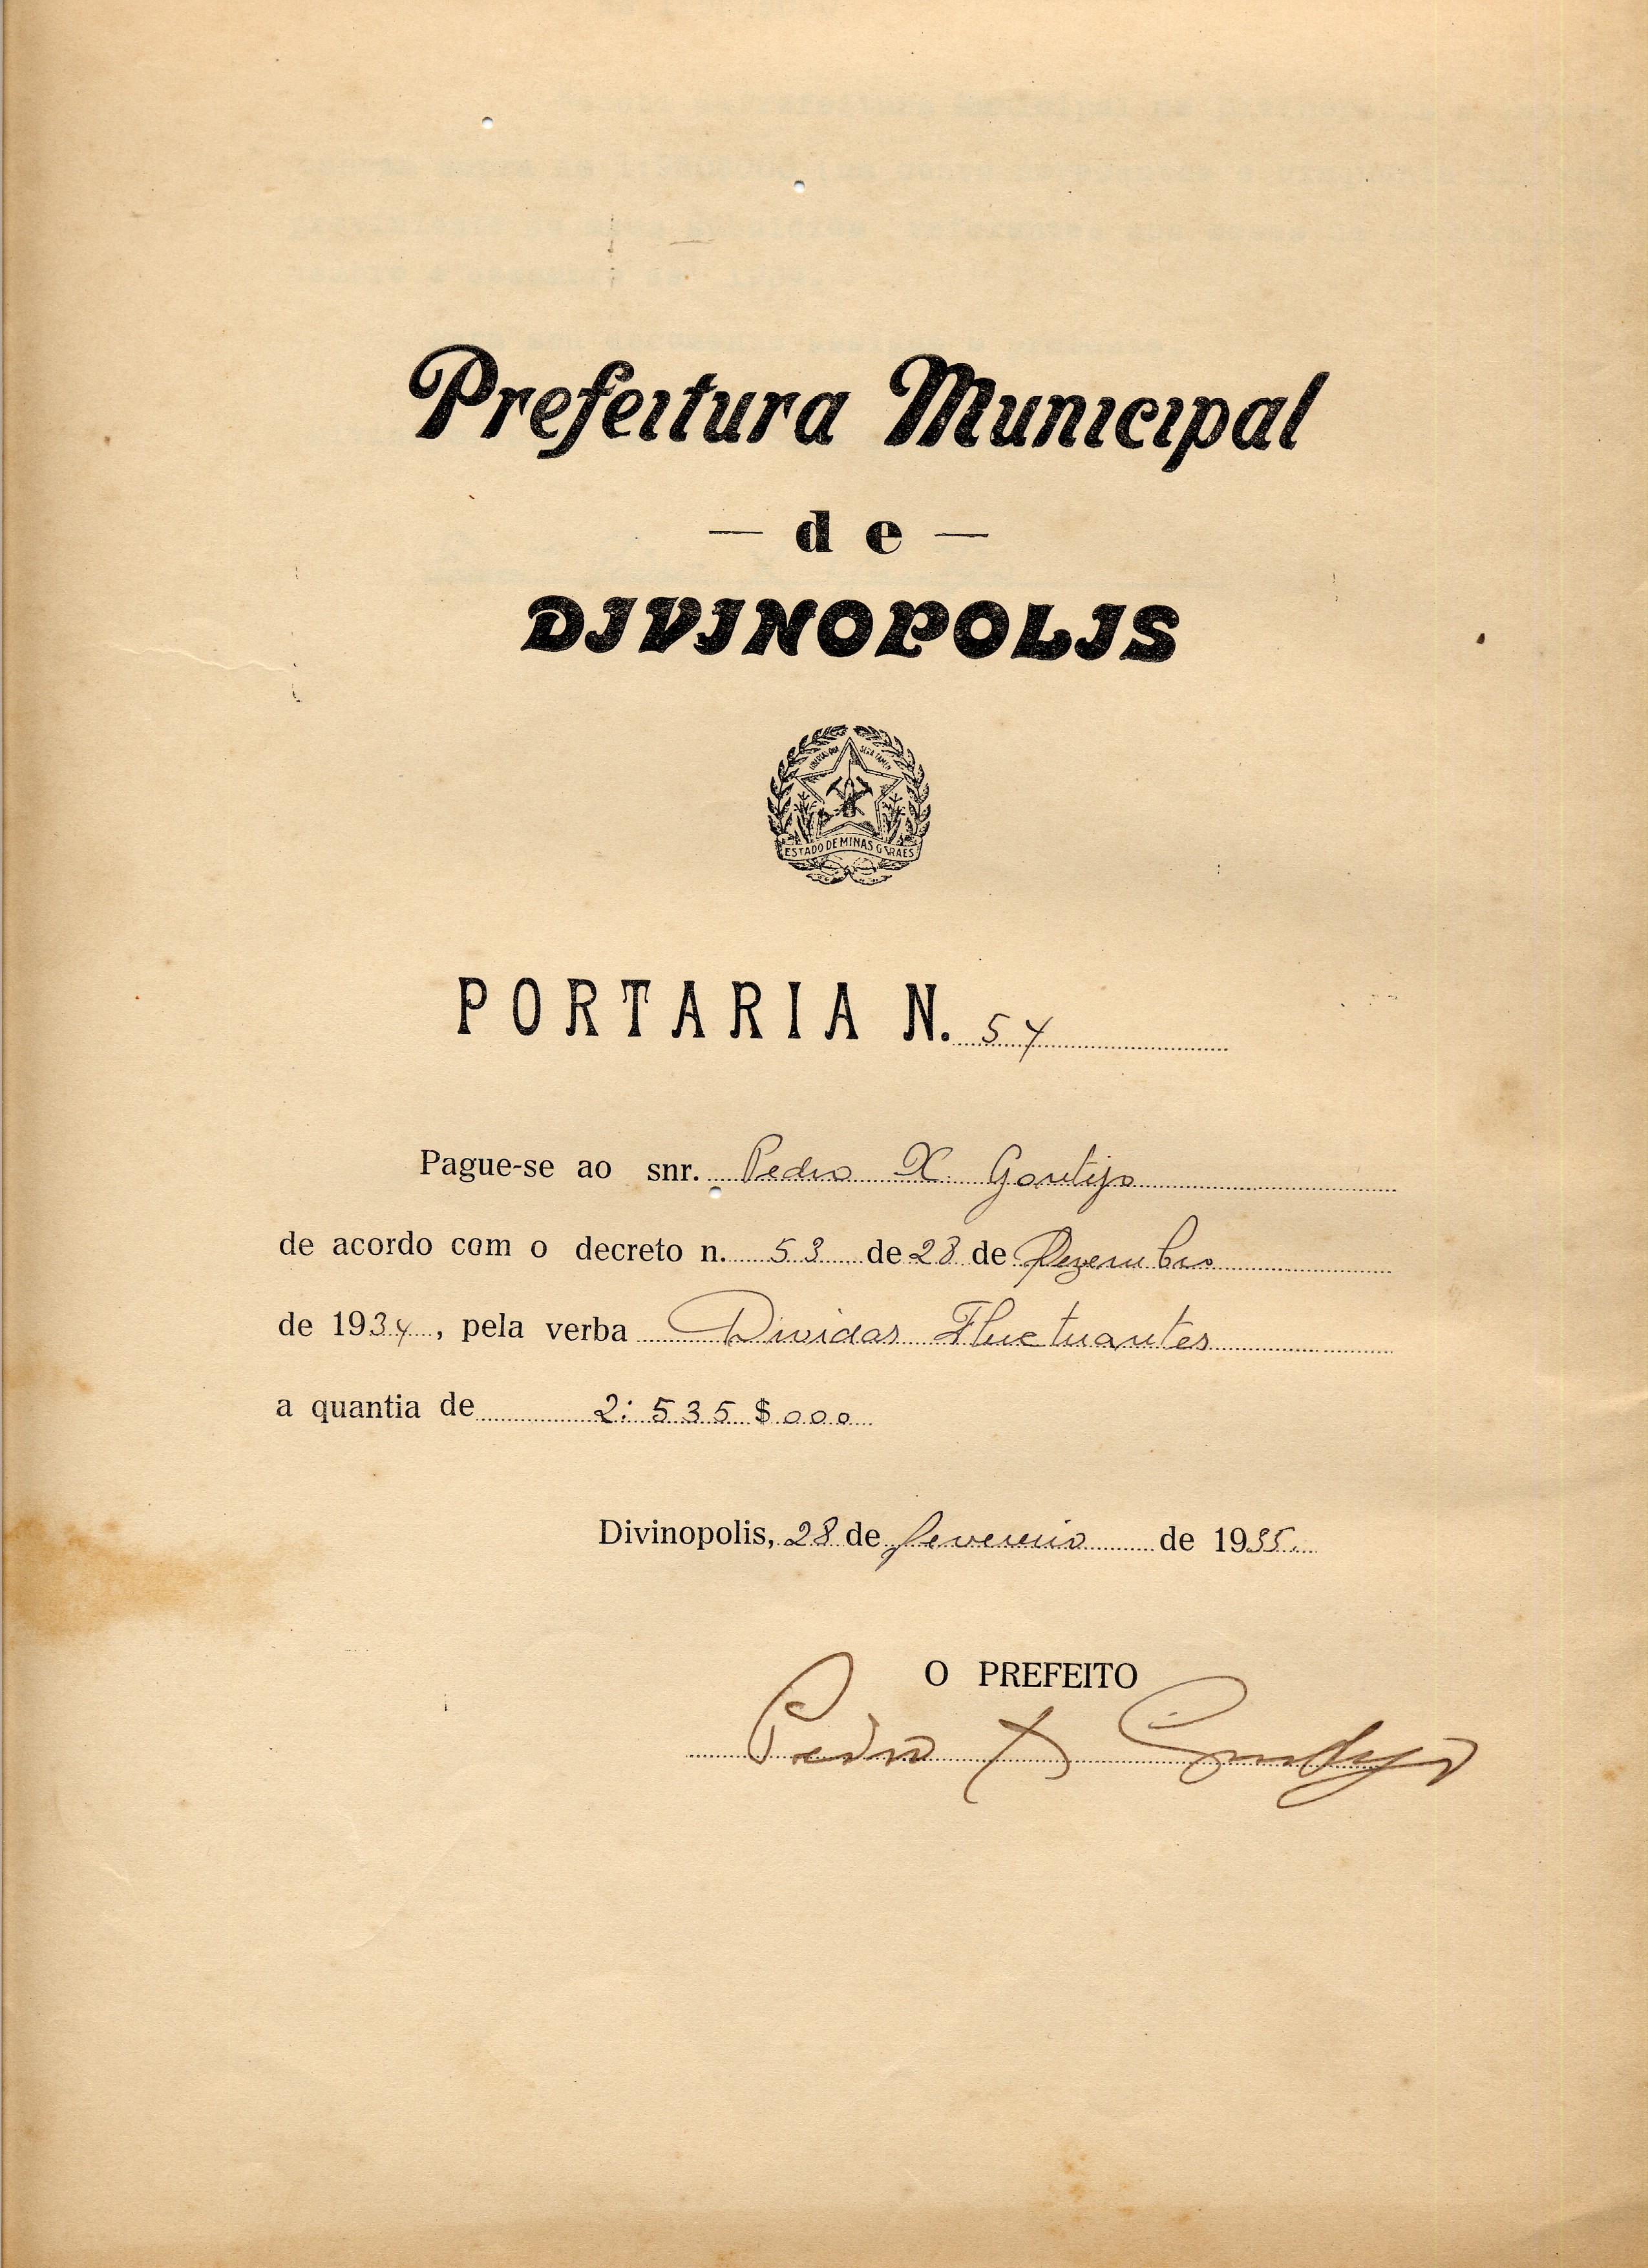 Prefeitura Municipal
— de —
DIVINOPOLIS
ESTADO DE MINAS GERAES
PORTARIA N. 54
Pague-se ao snr. Pedro X. Gontijo
de acordo com o decreto n. 53 de 28 de Dezembro
de 1934, pela verba Dividas Fluctuantes
a quantia de 2:535$000
Divinopolis, 28 de fevereiro de 1935.
O PREFEITO
Pedro X Gontijo